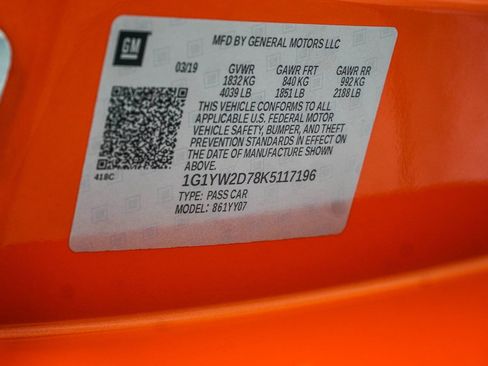 GM
MFD BY GENERAL MOTORS LLC
03/19 GVWR GAWR FRT GAWR RR
1832 KG 840 KG 992 KG
4039 LB 1851 LB 2188 LB
THIS VEHICLE CONFORMS TO ALL
APPLICABLE U.S. FEDERAL MOTOR
VEHICLE SAFETY, BUMPER, AND THEFT
PREVENTION STANDARDS IN EFFECT ON
THE DATE OF MANUFACTURE SHOWN
ABOVE.
418C
1G1YW2D78K5117196
TYPE: PASS CAR
MODEL: 861YY07